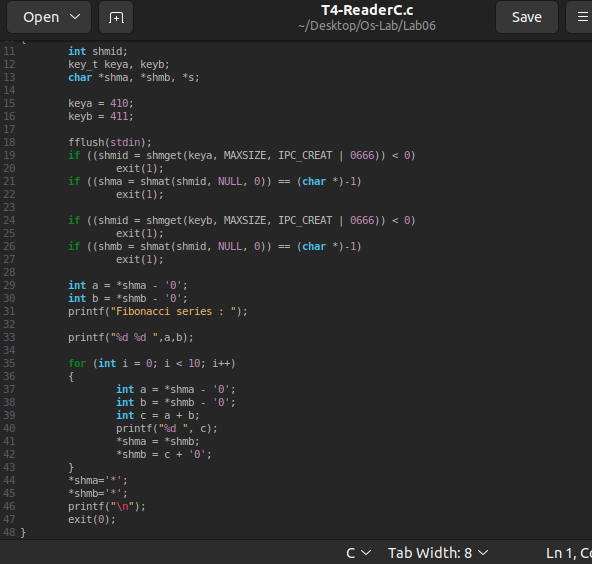 Open T4-ReaderC.c Save
~/Desktop/Os-Lab/Lab06
11 int shmid;
12 key_t keya, keyb;
13 char *shma, *shmb, *s;
14
15 keya = 410;
16 keyb = 411;
17
18 fflush(stdin);
19 if ((shmid = shmget(keya, MAXSIZE, IPC_CREAT | 0666)) < 0)
20 exit(1);
21 if ((shma = shmat(shmid, NULL, 0)) == (char *)-1)
22 exit(1);
23
24 if ((shmid = shmget(keyb, MAXSIZE, IPC_CREAT | 0666)) < 0)
25 exit(1);
26 if ((shmb = shmat(shmid, NULL, 0)) == (char *)-1)
27 exit(1);
28
29 int a = *shma - '0';
30 int b = *shmb - '0';
31 printf("Fibonacci series : ");
32
33 printf("%d %d ",a,b);
34
35 for (int i = 0; i < 10; i++)
36 {
37 int a = *shma - '0';
38 int b = *shmb - '0';
39 int c = a + b;
40 printf("%d ", c);
41 *shma = *shmb;
42 *shmb = c + '0';
43 }
44 *shma='*';
45 *shmb='*';
46 printf("\n");
47 exit(0);
48 }
C Tab Width: 8 Ln 1, C